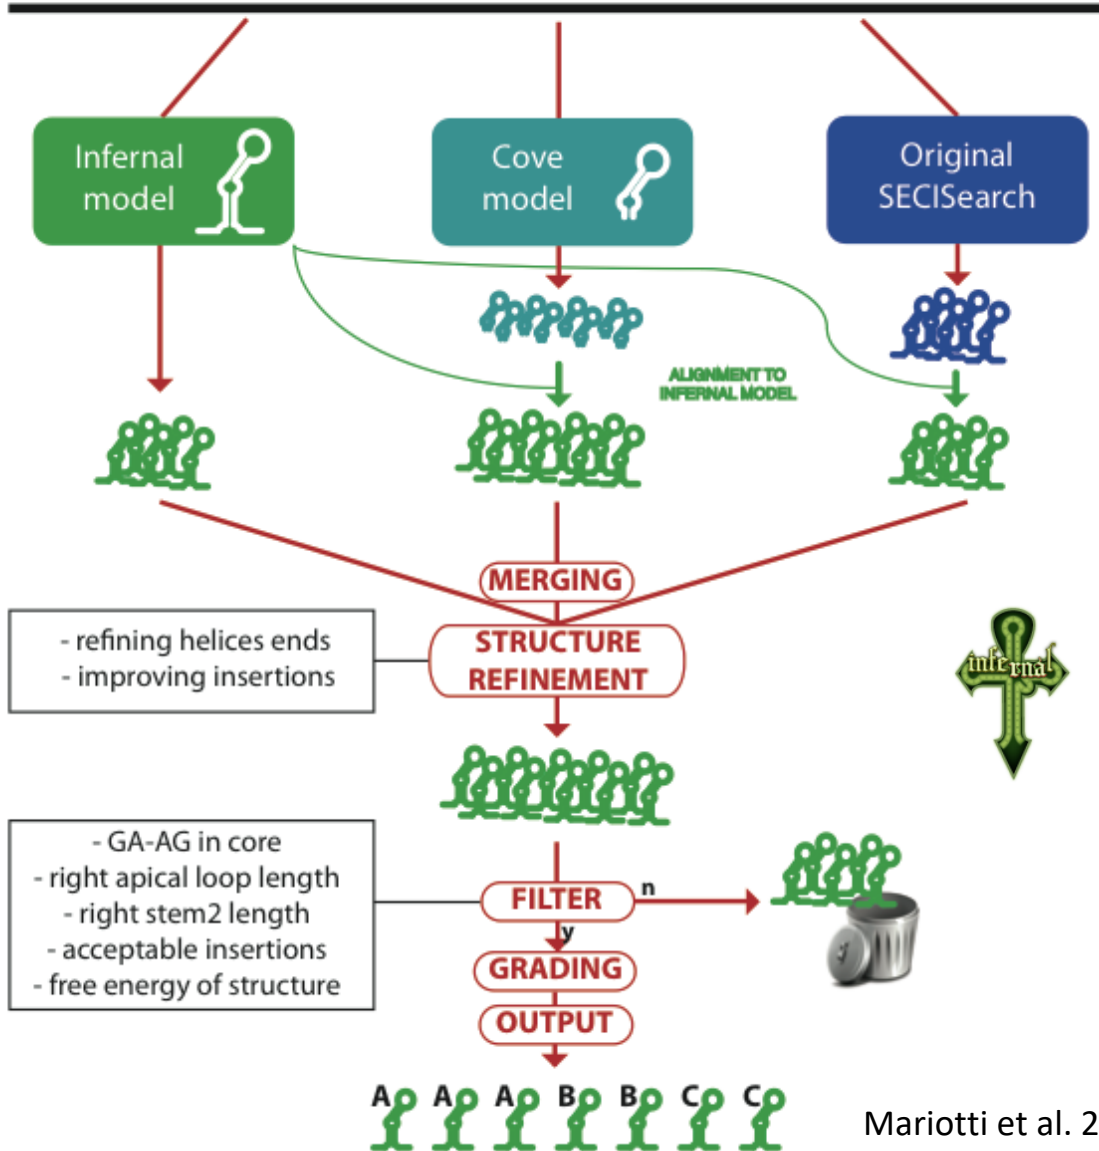 Infernal
model
Cove
model
Original
SECISearch
ALIGNMENT TO
INFERNAL MODEL
MERGING
- refining helices ends
- improving insertions
STRUCTURE
REFINEMENT
infernal
- GA-AG in core
- right apical loop length
- right stem2 length
- acceptable insertions
- free energy of structure
FILTER
n
y
GRADING
OUTPUT
A A A B B C C
Mariotti et al. 2